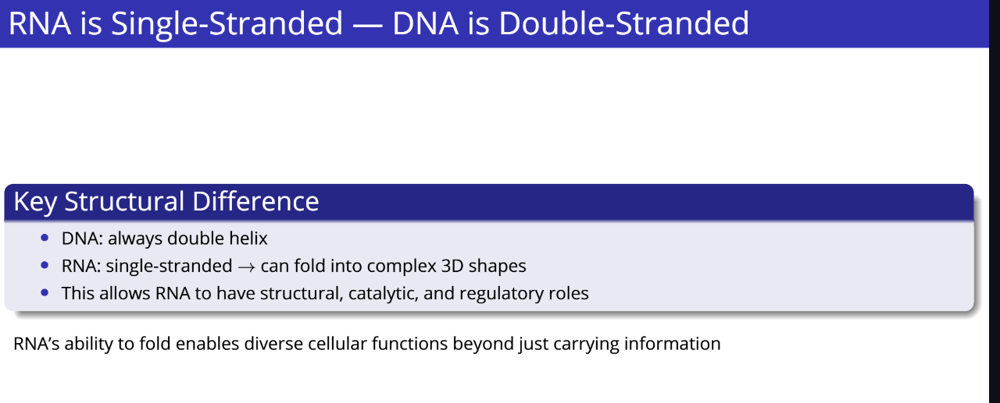 RNA is Single-Stranded — DNA is Double-Stranded
Key Structural Difference
• DNA: always double helix
• RNA: single-stranded → can fold into complex 3D shapes
• This allows RNA to have structural, catalytic, and regulatory roles
RNA’s ability to fold enables diverse cellular functions beyond just carrying information